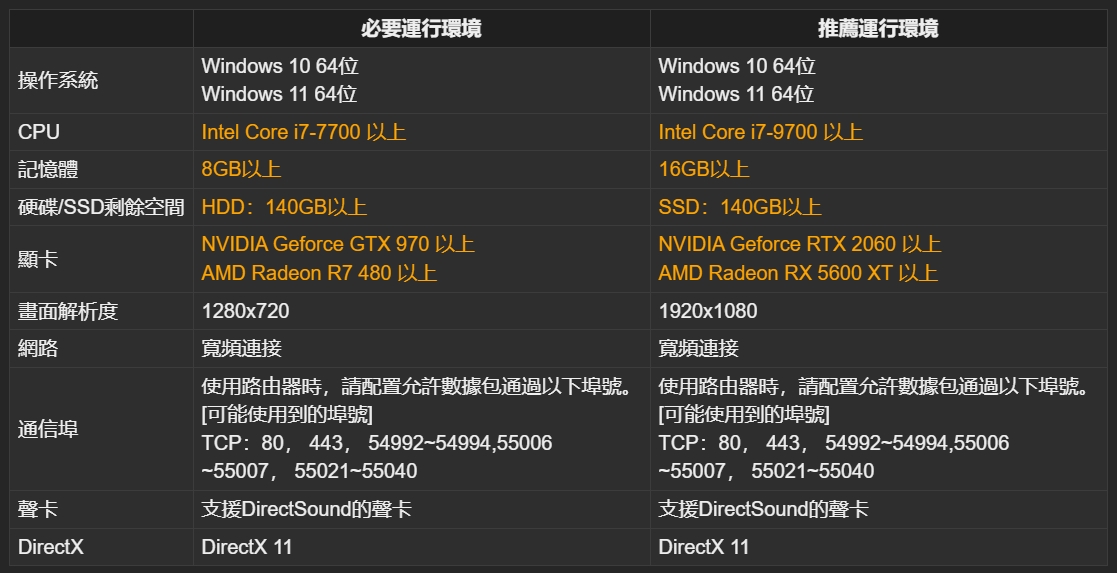 必要運行環境 推薦運行環境
操作系統 Windows 10 64位 Windows 10 64位
Windows 11 64位 Windows 11 64位
CPU Intel Core i7-7700 以上 Intel Core i7-9700 以上
記憶體 8GB以上 16GB以上
硬碟/SSD剩餘空間 HDD：140GB以上 SSD：140GB以上
顯卡 NVIDIA Geforce GTX 970 以上 NVIDIA Geforce RTX 2060 以上
AMD Radeon R7 480 以上 AMD Radeon RX 5600 XT 以上
畫面解析度 1280x720 1920x1080
網路 寬頻連接 寬頻連接
通信埠 使用路由器時，請配置允許數據包通過以下埠號。 使用路由器時，請配置允許數據包通過以下埠號。
[可能使用到的埠號] [可能使用到的埠號]
TCP：80， 443， 54992~54994,55006 TCP：80， 443， 54992~54994,55006
~55007， 55021~55040 ~55007， 55021~55040
聲卡 支援DirectSound的聲卡 支援DirectSound的聲卡
DirectX DirectX 11 DirectX 11